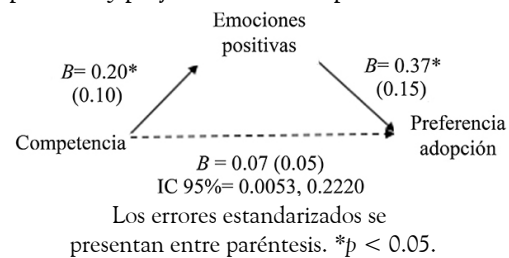 Emociones
positivas
B= 0.20*
(0.10)
B= 0.37*
(0.15)
Competencia
Preferencia
adopción
B = 0.07 (0.05)
IC 95%= 0.0053, 0.2220
Los errores estandarizados se
presentan entre paréntesis. *p < 0.05.